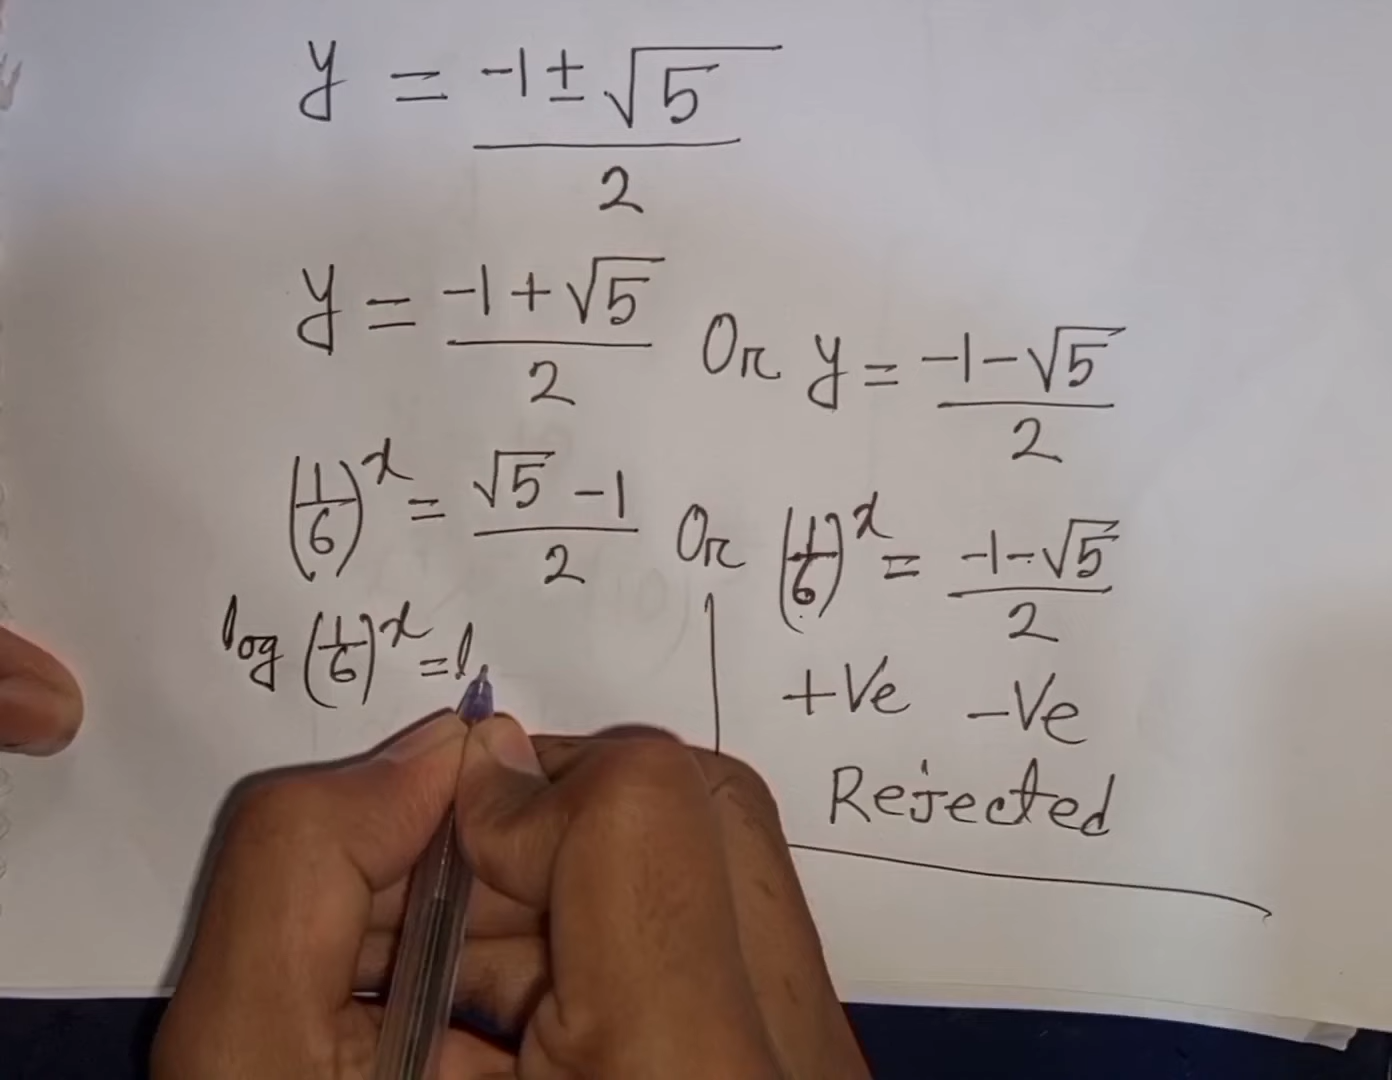 y = (-1 ± √5)/2
y = (-1 + √5)/2 Or y = (-1 - √5)/2
(1/6)^x = (√5 - 1)/2 Or (1/6)^x = (-1 - √5)/2
log (1/6)^x = l
+Ve -Ve
Rejected